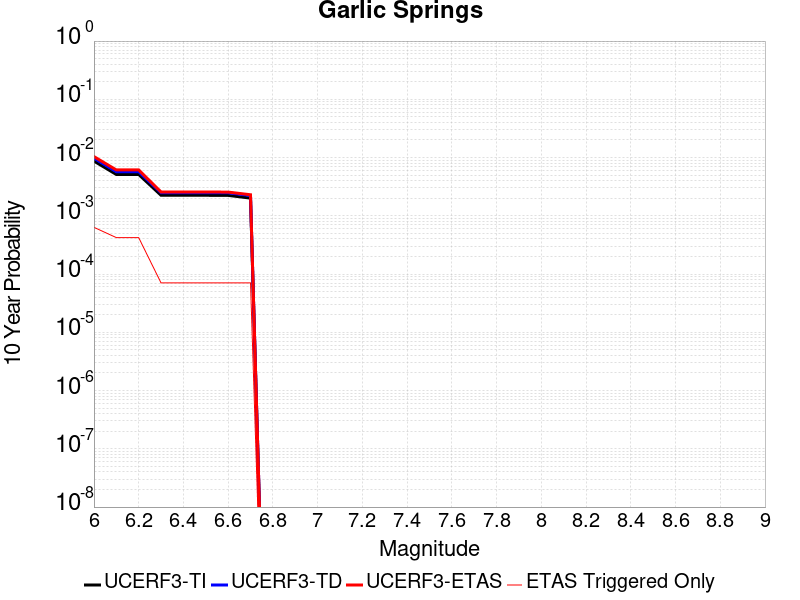 Garlic Springs
10 Year Probability
10^0
10^-1
10^-2
10^-3
10^-4
10^-5
10^-6
10^-7
10^-8
6 6.2 6.4 6.6 6.8 7 7.2 7.4 7.6 7.8 8 8.2 8.4 8.6 8.8 9
Magnitude
UCERF3-TI UCERF3-TD UCERF3-ETAS ETAS Triggered Only